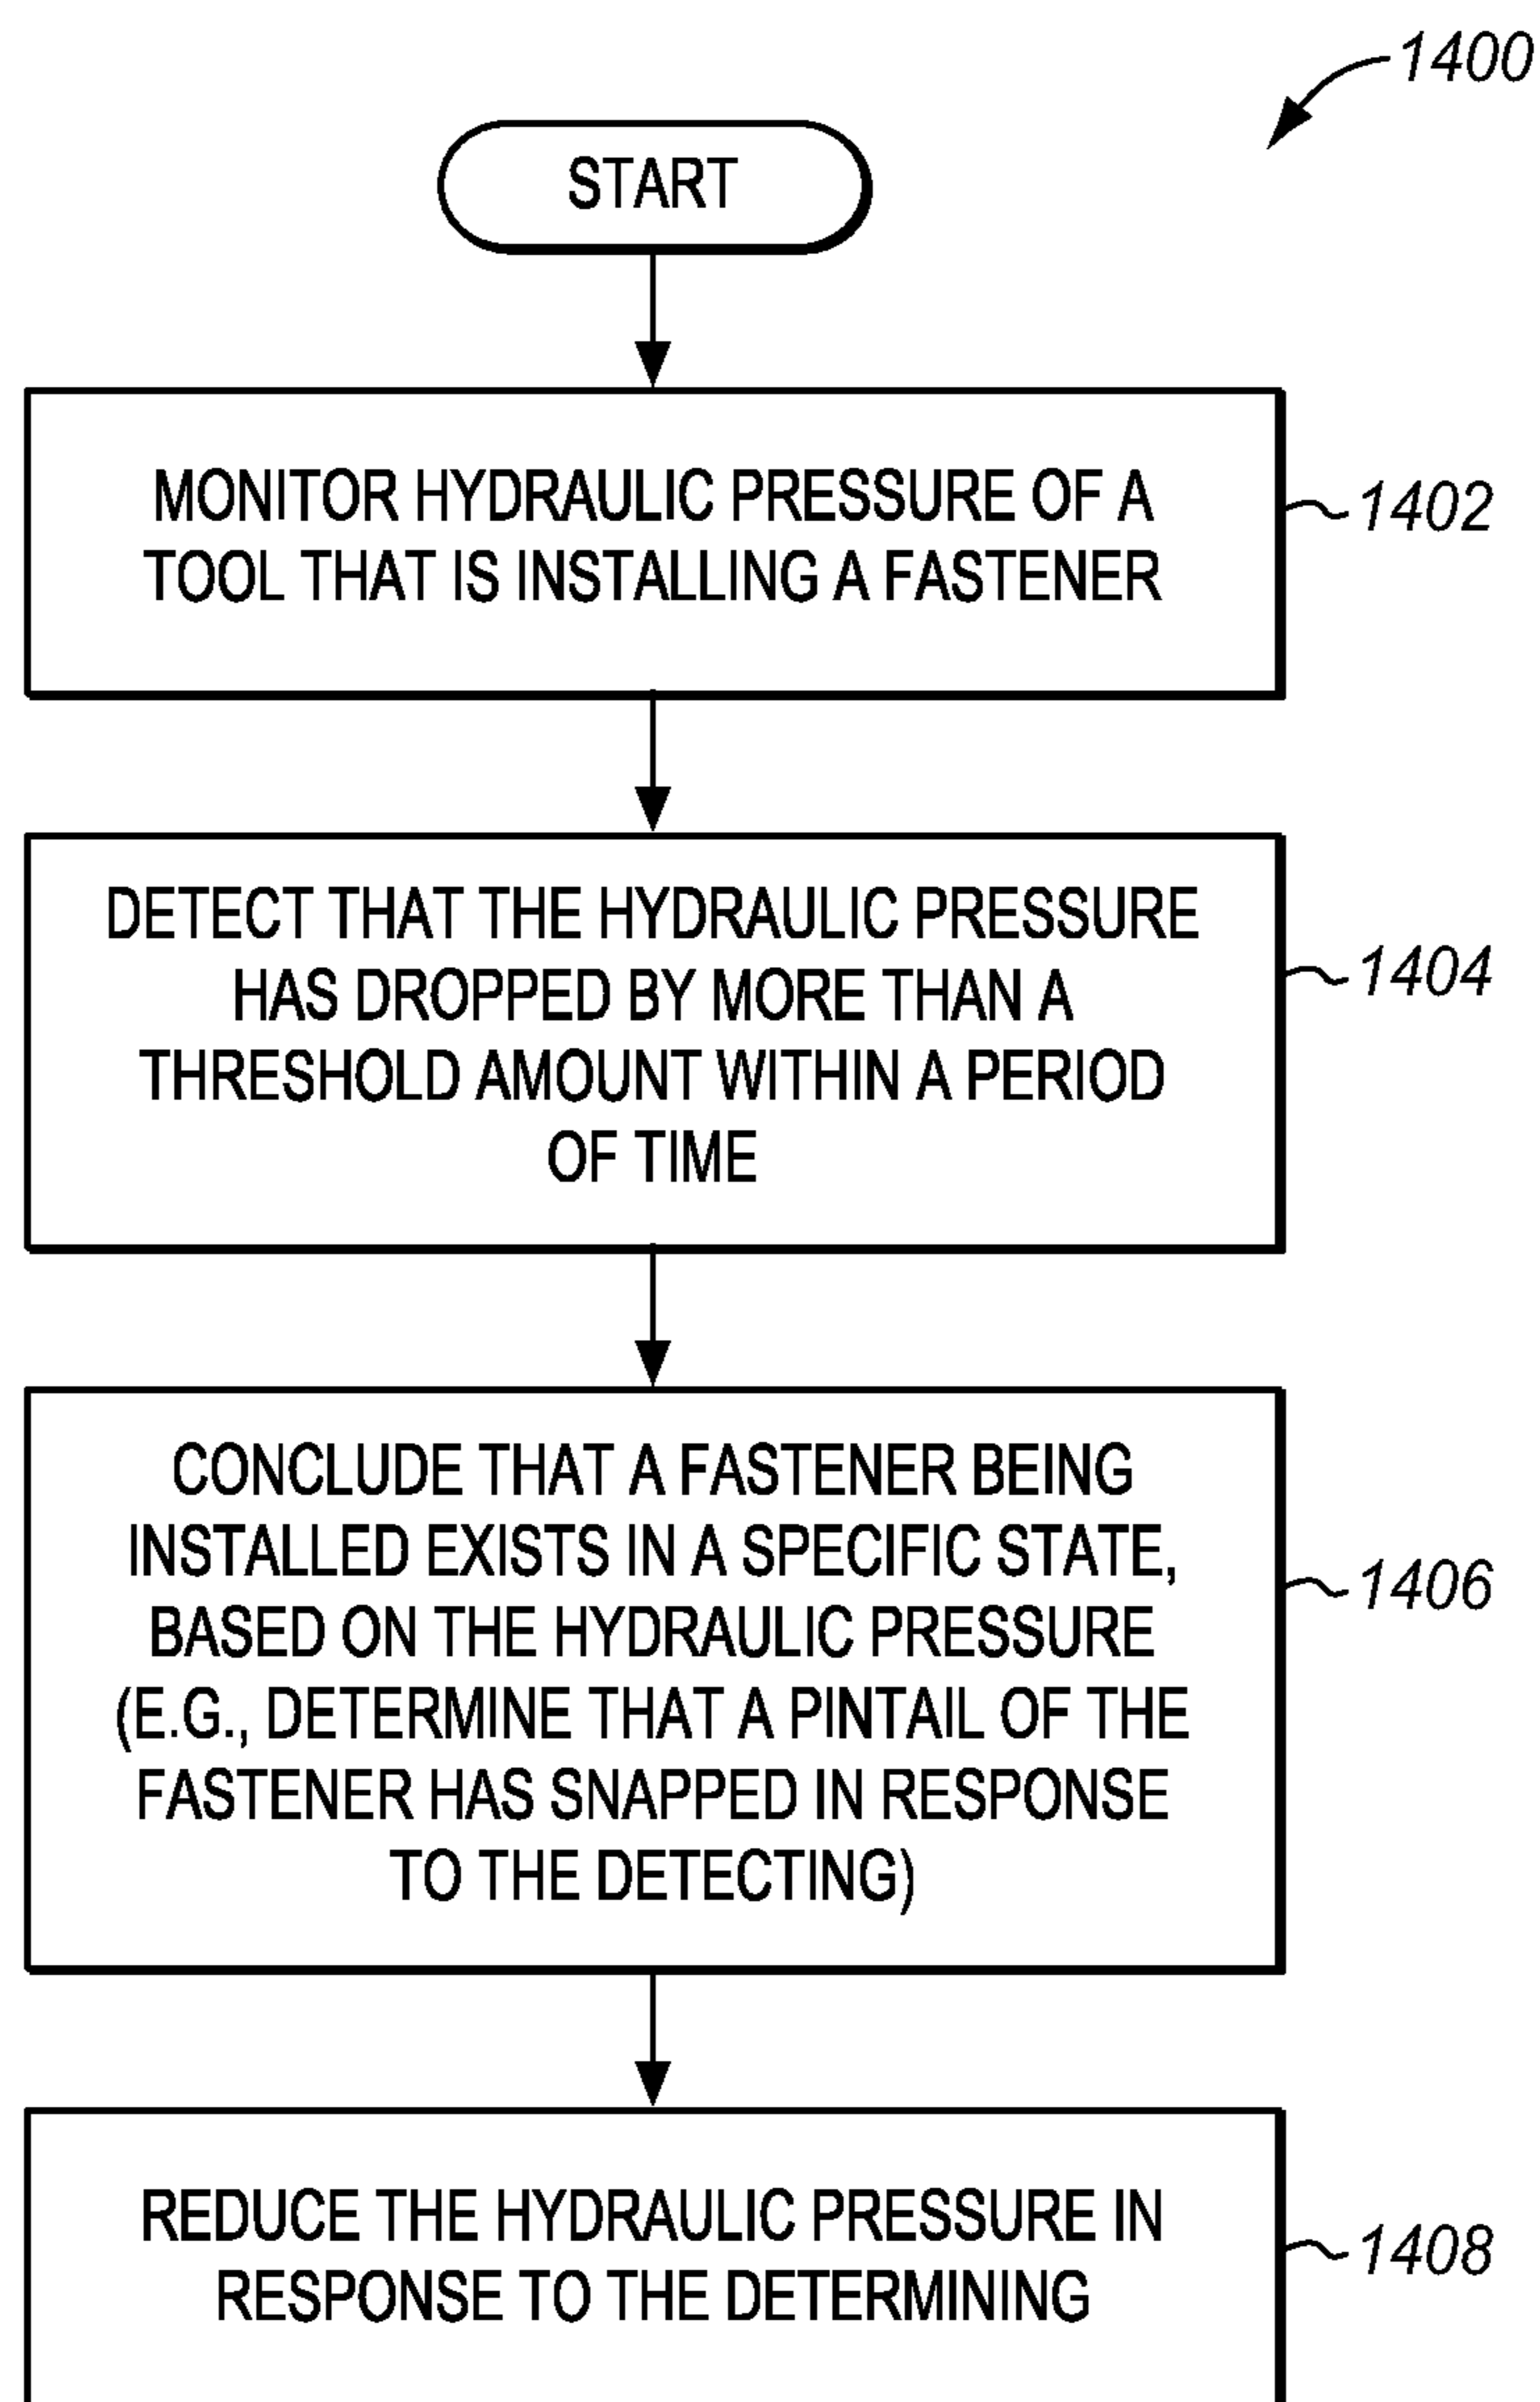 1400
START
MONITOR HYDRAULIC PRESSURE OF A
TOOL THAT IS INSTALLING A FASTENER
1402
DETECT THAT THE HYDRAULIC PRESSURE
HAS DROPPED BY MORE THAN A
THRESHOLD AMOUNT WITHIN A PERIOD
OF TIME
1404
CONCLUDE THAT A FASTENER BEING
INSTALLED EXISTS IN A SPECIFIC STATE,
BASED ON THE HYDRAULIC PRESSURE
(E.G., DETERMINE THAT A PINTAIL OF THE
FASTENER HAS SNAPPED IN RESPONSE
TO THE DETECTING)
1406
REDUCE THE HYDRAULIC PRESSURE IN
RESPONSE TO THE DETERMINING
1408